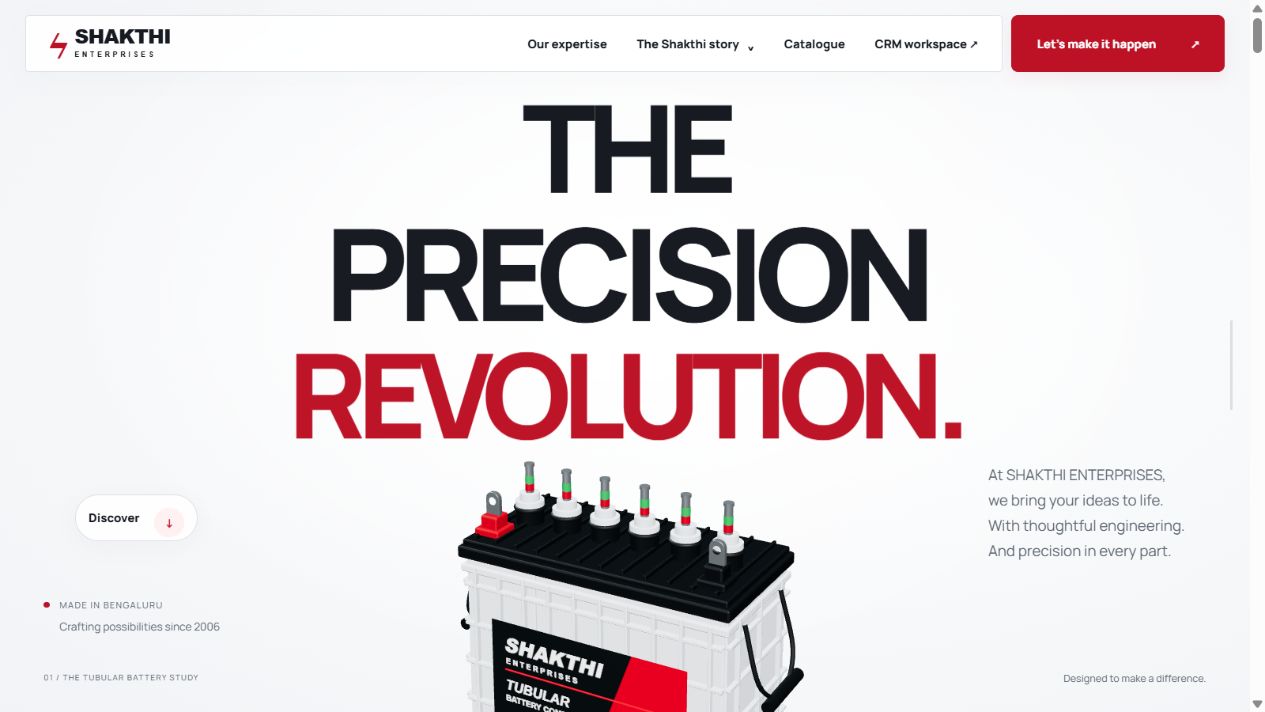 SHAKTHI
ENTERPRISES
Our expertise
The Shakthi story
Catalogue
CRM workspace ↗
Let's make it happen ↗
THE
PRECISION
REVOLUTION.
At SHAKTHI ENTERPRISES,
we bring your ideas to life.
With thoughtful engineering.
And precision in every part.
Discover ↓
MADE IN BENGALURU
Crafting possibilities since 2006
SHAKTHI
ENTERPRISES
TUBULAR
BATTERY
01 / THE TUBULAR BATTERY STUDY
Designed to make a difference.